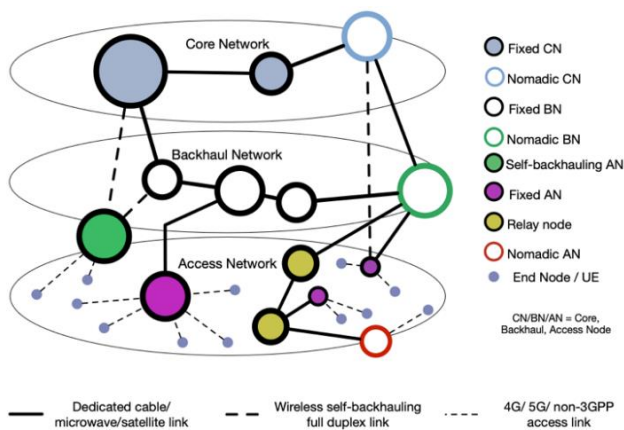 Core Network
Backhaul Network
Access Network
Fixed CN
Nomadic CN
Fixed BN
Nomadic BN
Self-backhauling AN
Fixed AN
Relay node
Nomadic AN
End Node / UE
CN/BN/AN = Core,
Backhaul, Access Node
Dedicated cable/
microwave/satellite link
Wireless self-backhauling
full duplex link
4G/ 5G/ non-3GPP
access link